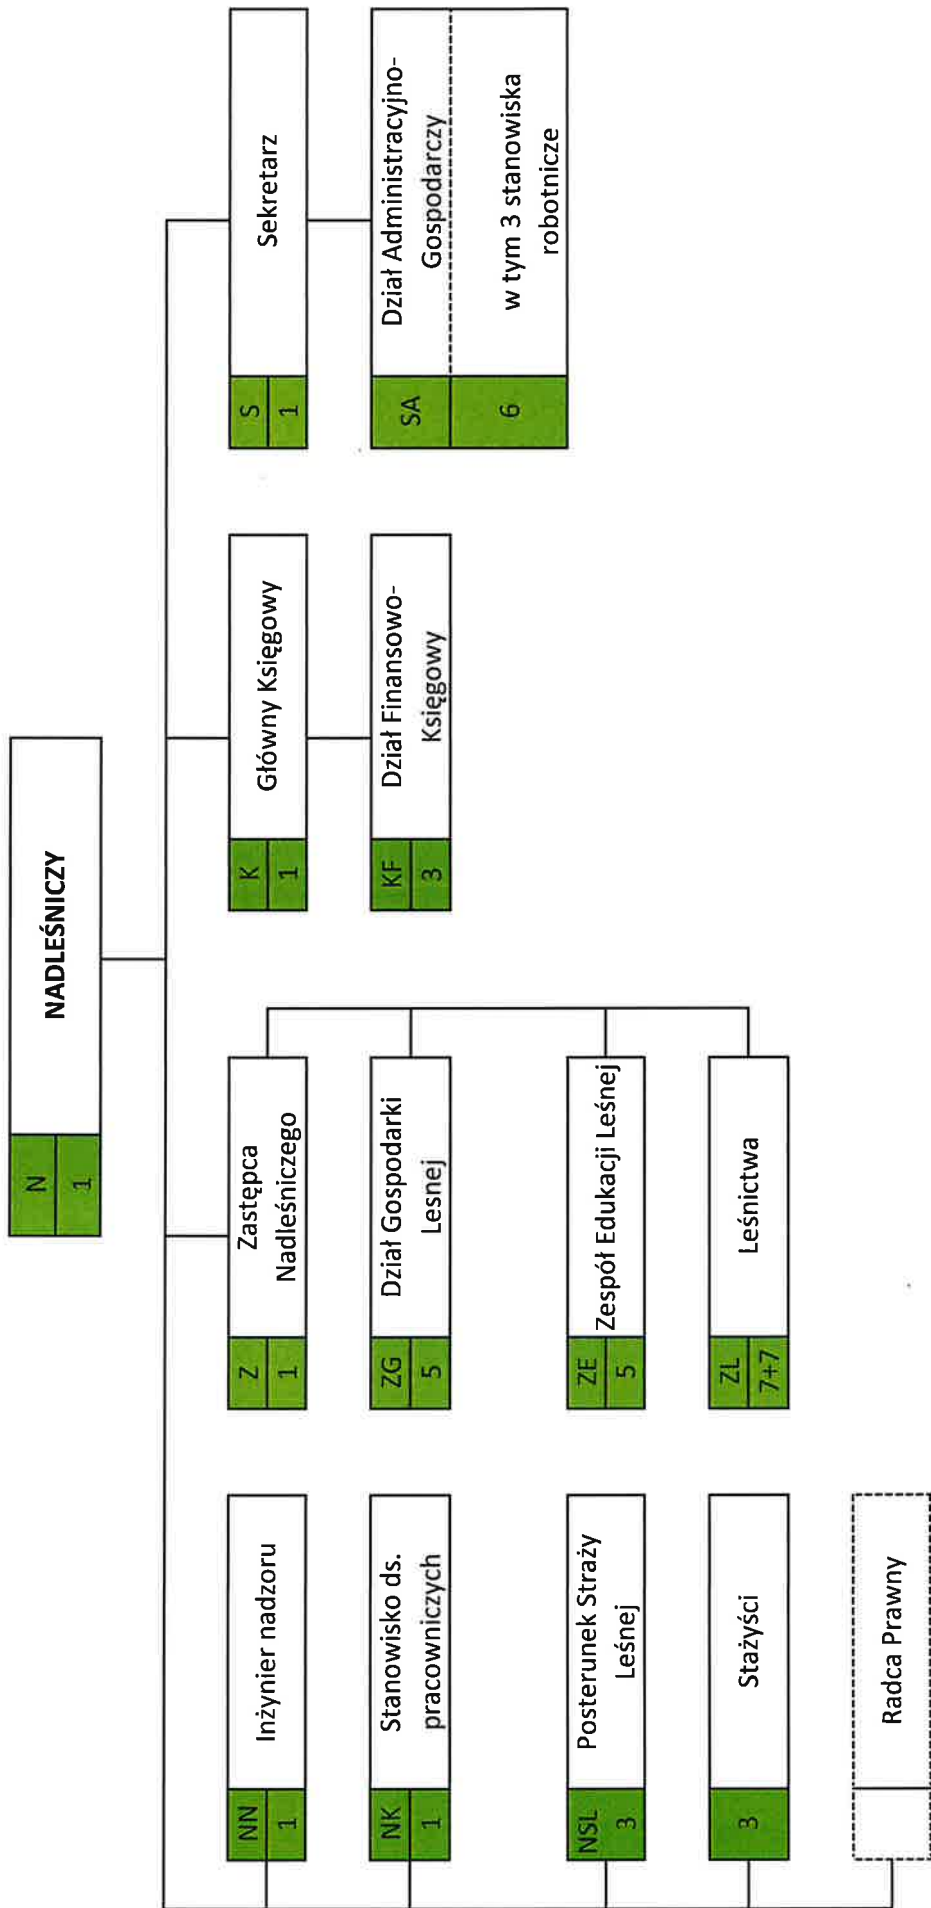 N
1
NADLEŚNICZY
NN
1
Inżynier nadzoru
NK
1
Stanowisko ds.
pracowniczych
NSL
3
Posterunek Straży
Leśnej
3
Stażyści
Radca Prawny
Z
1
Zastępca
Nadleśniczego
ZG
5
Dział Gospodarki
Lesnej
ZE
5
Zespół Edukacji Leśnej
ZL
7+7
Leśnictwa
K
1
Główny Księgowy
KF
3
Dział Finansowo-
Księgowy
S
1
Sekretarz
SA
6
Dział Administracyjno-
Gospodarczy
w tym 3 stanowiska
robotnicze